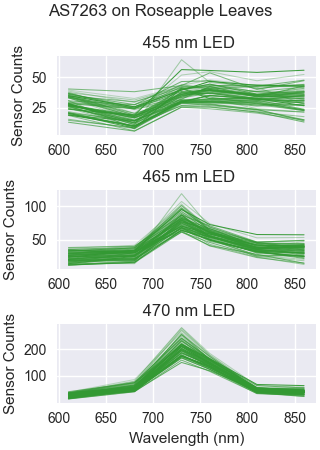 AS7263 on Roseapple Leaves
455 nm LED
Sensor Counts
50
25
600 650 700 750 800 850
465 nm LED
Sensor Counts
100
50
600 650 700 750 800 850
470 nm LED
Sensor Counts
200
100
600 650 700 750 800 850
Wavelength (nm)